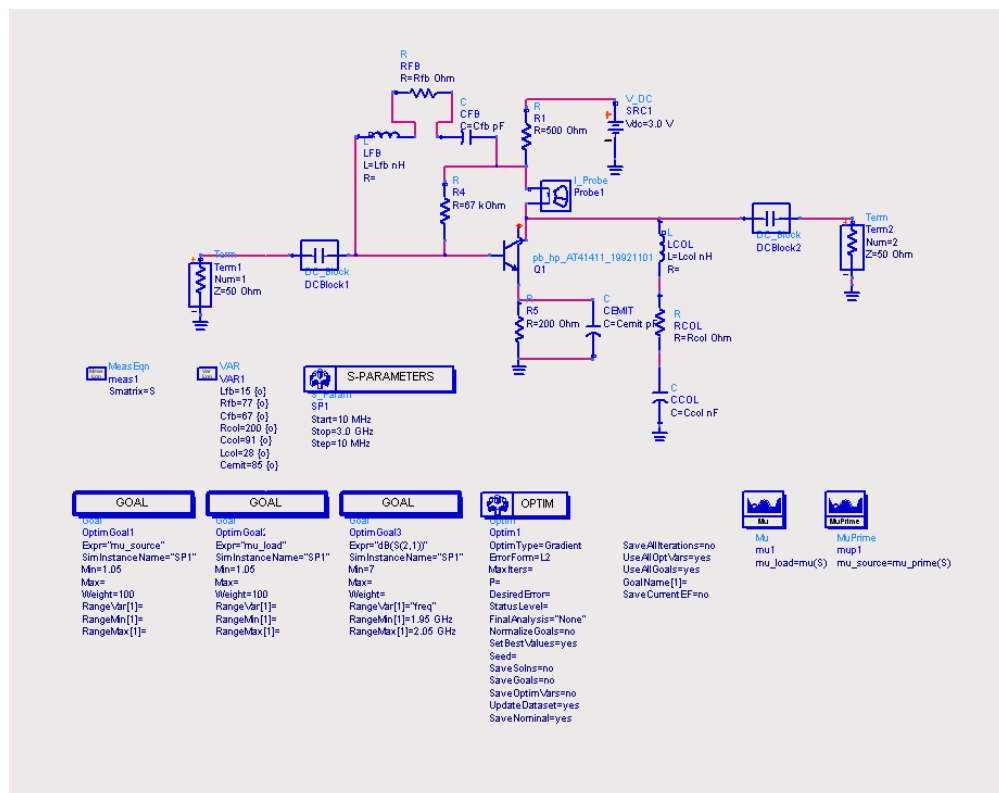 R
RFB
R=Rfb Ohm
C
CFB
C=Cfb pF
L
LFB
L=Lfb nH
R=
R
R1
R=500 Ohm
V_DC
SRC1
Vdc=3.0 V
R
R4
R=67 kOhm
I_Probe
Probe1
Term
Term1
Num=1
Z=50 Ohm
DC_Block
DCBlock1
pb_hp_AT41411_19921101
Q1
L
LCOL
L=Lcol nH
R=
DC_Block
DCBlock2
Term
Term2
Num=2
Z=50 Ohm
R
R5
R=200 Ohm
C
CEMIT
C=Cemit pF
R
RCOL
R=Rcol Ohm
C
CCOL
C=Ccol nF
Meas
Eqn
MeasEqn
meas1
Smatrix=S
Var
Eqn
VAR
VAR1
Lfb=15 {o}
Rfb=77 {o}
Cfb=67 {o}
Rcol=200 {o}
Ccol=91 {o}
Lcol=28 {o}
Cemit=85 {o}
S-PARAMETERS
S_Param
SP1
Start=10 MHz
Stop=3.0 GHz
Step=10 MHz
GOAL
Goal
OptimGoal1
Expr="mu_source"
SimInstanceName="SP1"
Min=1.05
Max=
Weight=100
RangeVar[1]=
RangeMin[1]=
RangeMax[1]=
GOAL
Goal
OptimGoal2
Expr="mu_load"
SimInstanceName="SP1"
Min=1.05
Max=
Weight=100
RangeVar[1]=
RangeMin[1]=
RangeMax[1]=
GOAL
Goal
OptimGoal3
Expr="dB(S(2,1))"
SimInstanceName="SP1"
Min=7
Max=
Weight=
RangeVar[1]="freq"
RangeMin[1]=1.95 GHz
RangeMax[1]=2.05 GHz
OPTIM
Optim
Optim1
OptimType=Gradient
ErrorForm=L2
MaxIters=
P=
DesiredError=
StatusLevel=
FinalAnalysis="None"
NormalizeGoals=no
SetBestValues=yes
Seed=
SaveSolns=no
SaveGoals=no
SaveOptimVars=no
UpdateDataset=yes
SaveNominal=yes
SaveAllIterations=no
UseAllOptVars=yes
UseAllGoals=yes
GoalName[1]=
SaveCurrentEF=no
Mu
Mu
mu1
mu_load=mu(S)
MuPrime
MuPrime
mup1
mu_source=mu_prime(S)